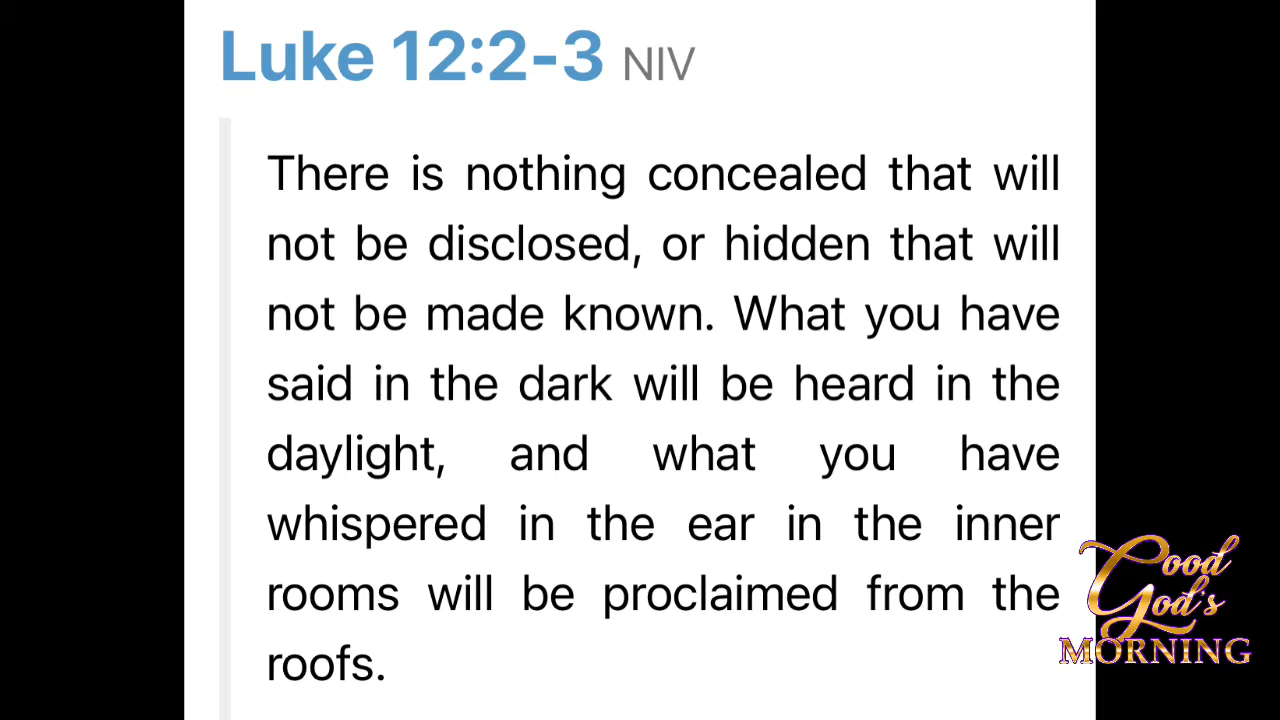 Luke 12:2-3 NIV
There is nothing concealed that will
not be disclosed, or hidden that will
not be made known. What you have
said in the dark will be heard in the
daylight, and what you have
whispered in the ear in the inner
rooms will be proclaimed from the
roofs.
Good
God's
MORNING